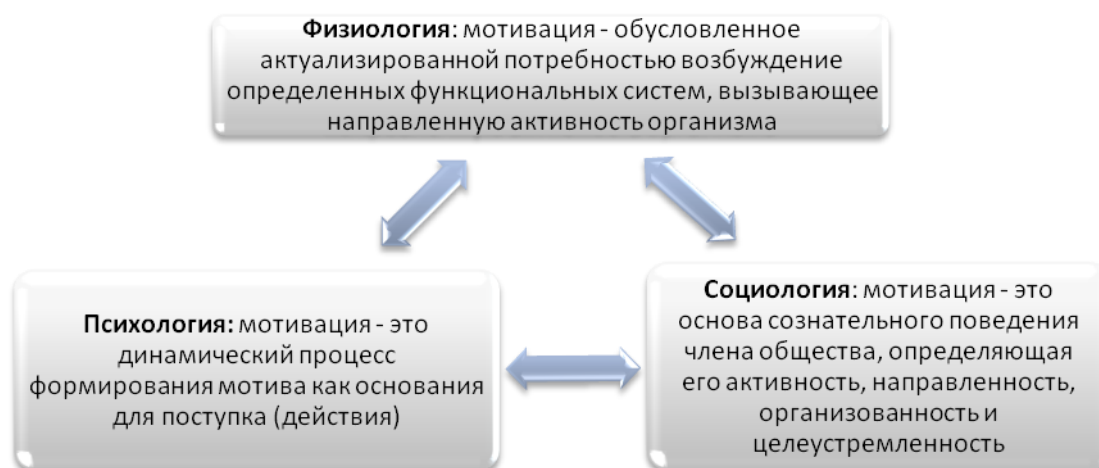 Физиология: мотивация - обусловленное
актуализированной потребностью возбуждение
определенных функциональных систем, вызывающее
направленную активность организма
Психология: мотивация - это
динамический процесс
формирования мотива как основания
для поступка (действия)
Социология: мотивация - это
основа сознательного поведения
члена общества, определяющая
его активность, направленность,
организованность и
целеустремленность